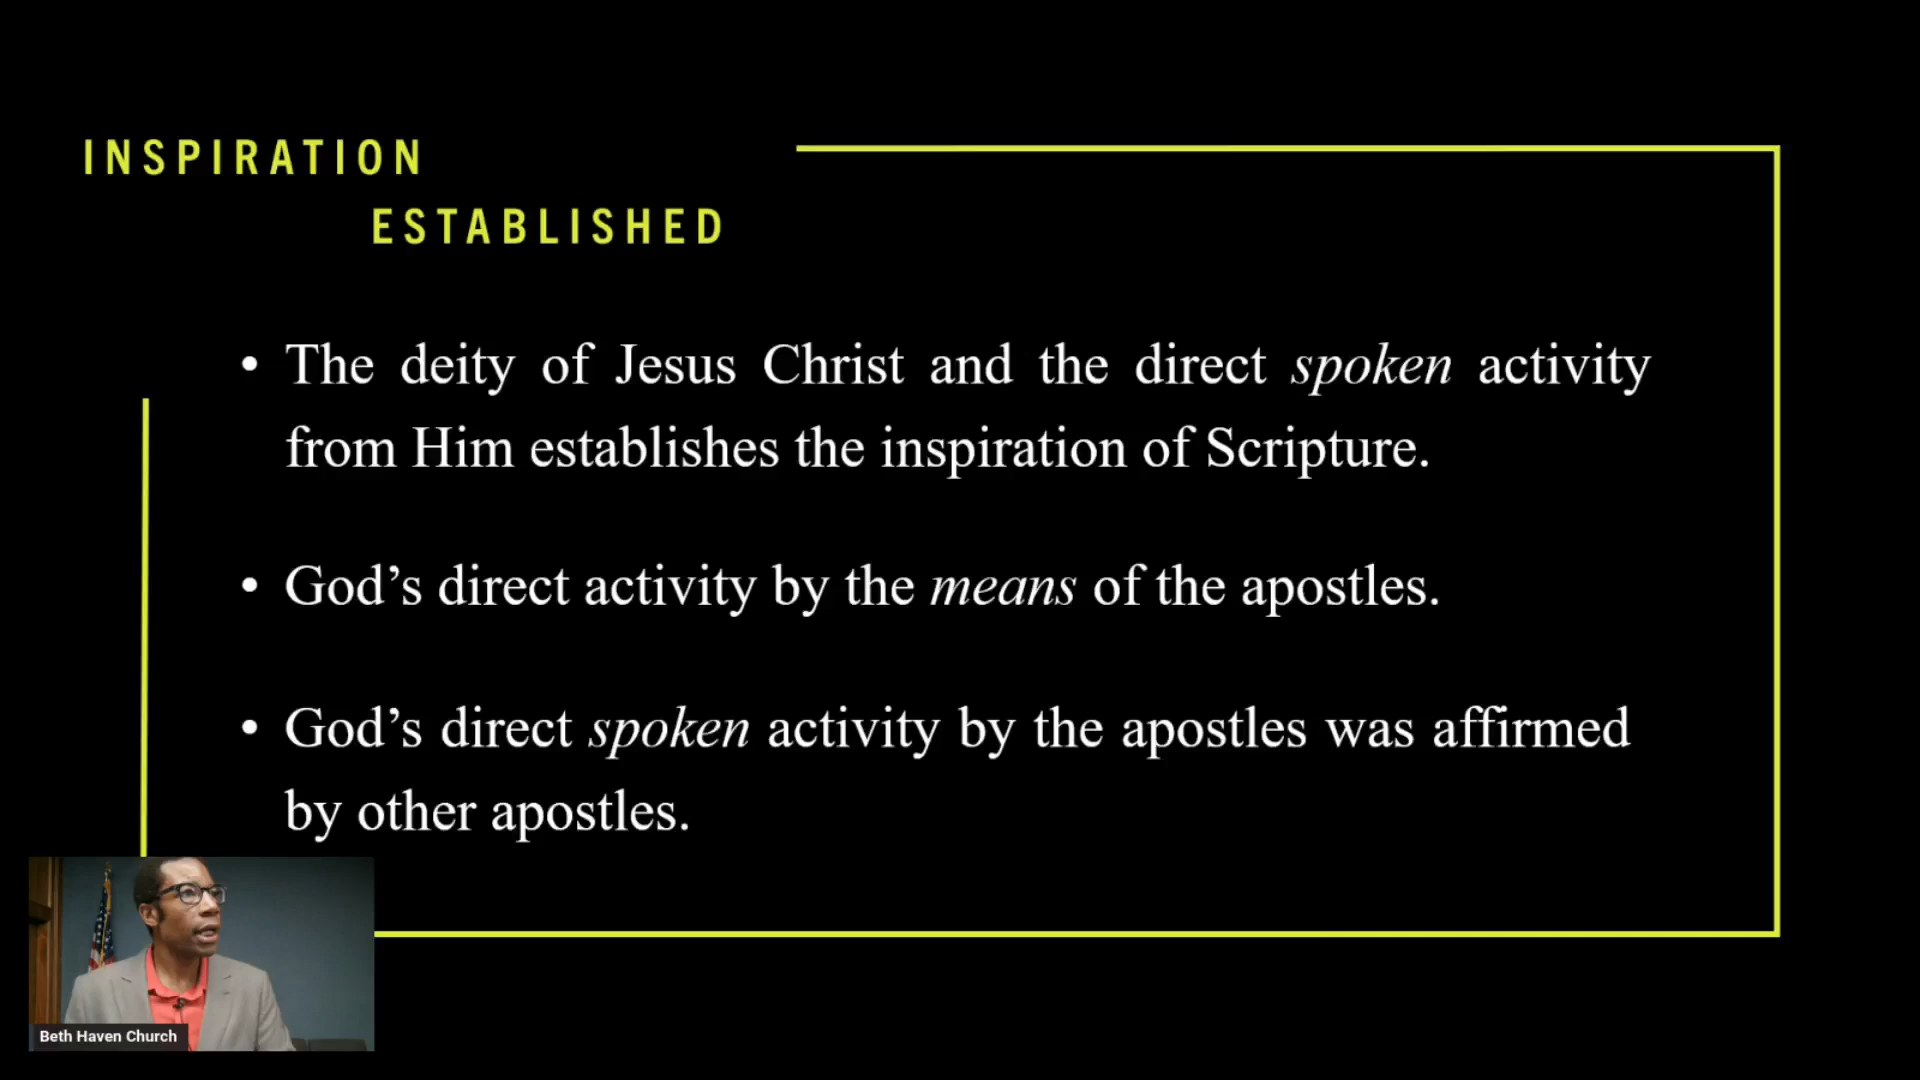 INSPIRATION
ESTABLISHED
• The deity of Jesus Christ and the direct spoken activity
from Him establishes the inspiration of Scripture.
• God’s direct activity by the means of the apostles.
• God’s direct spoken activity by the apostles was affirmed
by other apostles.
Beth Haven Church